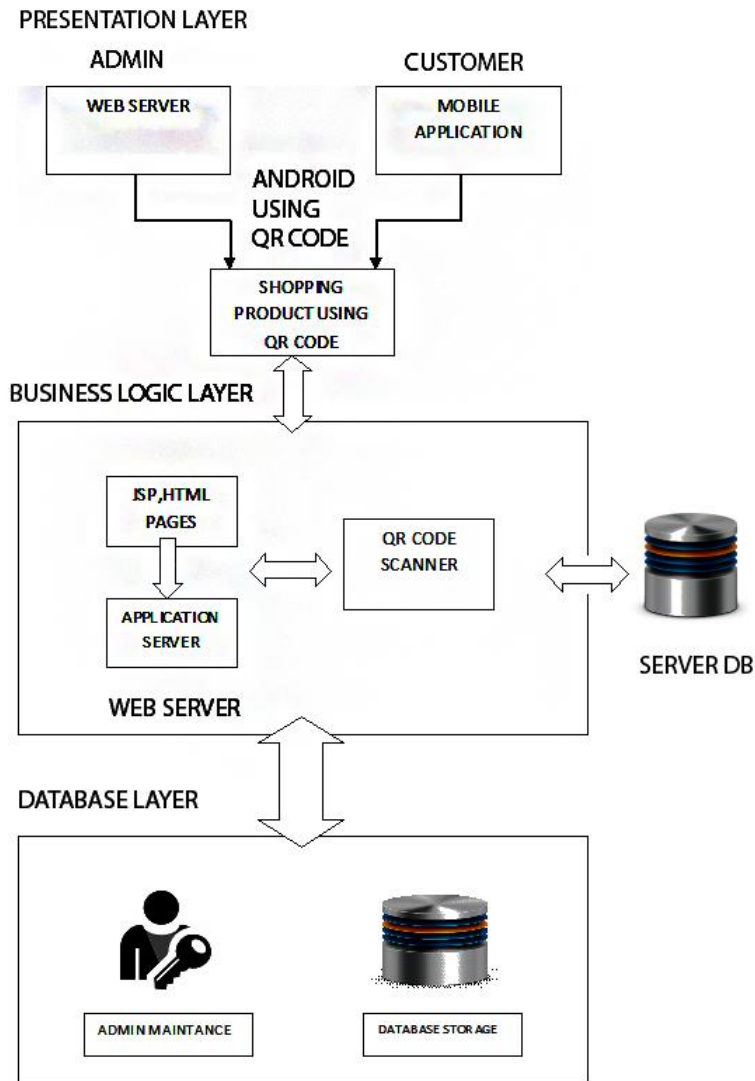 PRESENTATION LAYER
ADMIN
CUSTOMER
WEB SERVER
MOBILE
APPLICATION
ANDROID
USING
QR CODE
SHOPPING
PRODUCT USING
QR CODE
BUSINESS LOGIC LAYER
JSP,HTML
PAGES
QR CODE
SCANNER
APPLICATION
SERVER
SERVER DB
WEB SERVER
DATABASE LAYER
ADMIN MAINTANCE
DATABASE STORAGE